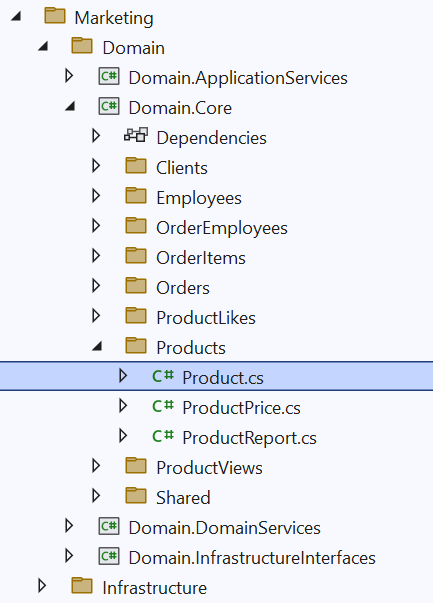 Marketing
Domain
C# Domain.ApplicationServices
C# Domain.Core
Dependencies
Clients
Employees
OrderEmployees
OrderItems
Orders
ProductLikes
Products
C# Product.cs
C# ProductPrice.cs
C# ProductReport.cs
ProductViews
Shared
C# Domain.DomainServices
C# Domain.InfrastructureInterfaces
Infrastructure